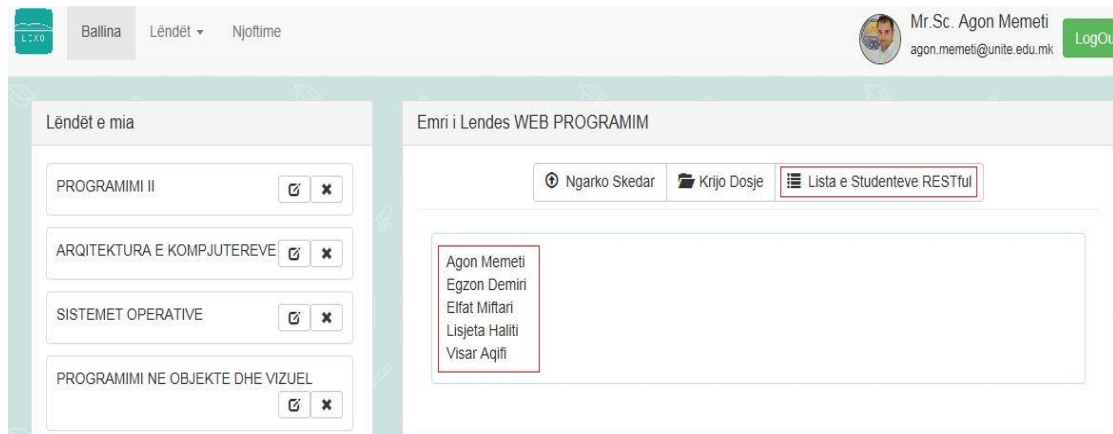 LEXO
Ballina
Lëndët
Njoftime
Mr.Sc. Agon Memeti
agon.memeti@unite.edu.mk
LogOu
Lëndët e mia
PROGRAMIMI II
ARQITEKTURA E KOMPJUTEREVE
SISTEMET OPERATIVE
PROGRAMIMI NE OBJEKTE DHE VIZUEL
Emri i Lendes WEB PROGRAMIM
Ngarko Skedar
Krijo Dosje
Lista e Studenteve RESTful
Agon Memeti
Egzon Demiri
Elfat Miftari
Lisjeta Haliti
Visar Aqifi